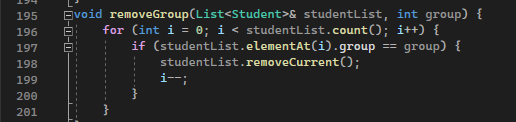 195 void removeGroup(List<Student>& studentList, int group) {
196 for (int i = 0; i < studentList.count(); i++) {
197 if (studentList.elementAt(i).group == group) {
198 studentList.removeCurrent();
199 i--;
200 }
201 }